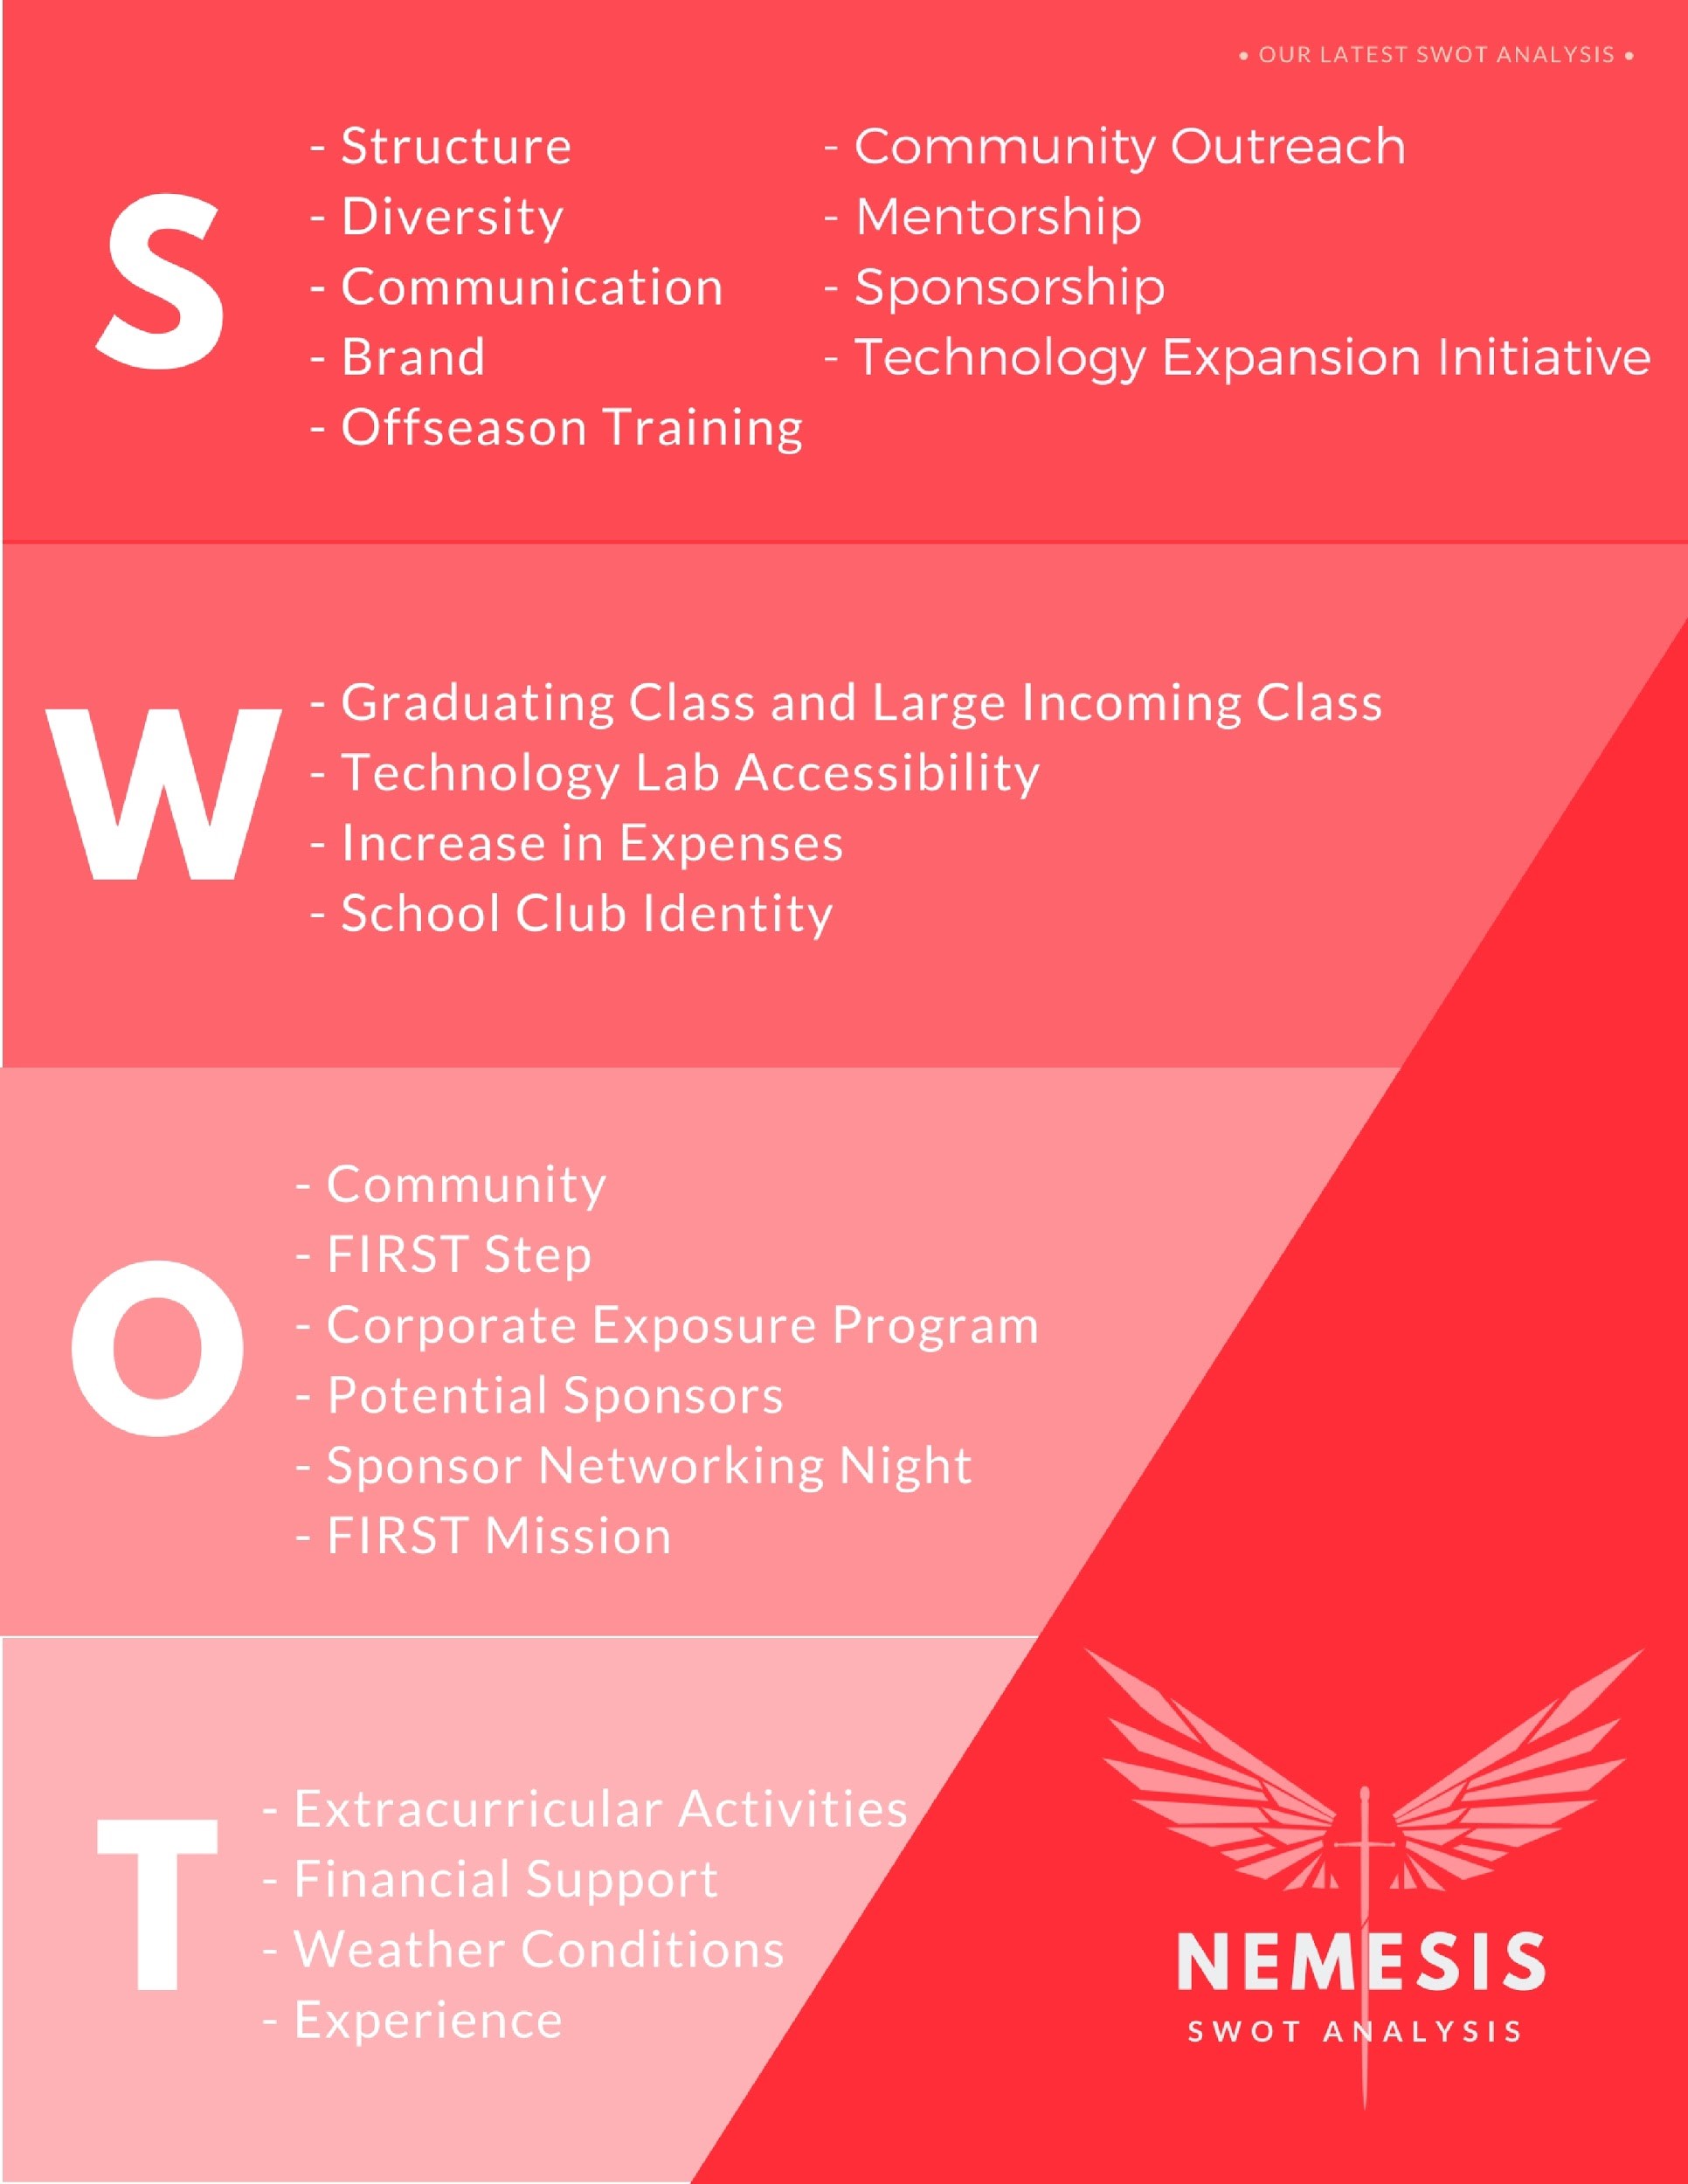 • OUR LATEST SWOT ANALYSIS •
S
- Structure
- Diversity
- Communication
- Brand
- Offseason Training
- Community Outreach
- Mentorship
- Sponsorship
- Technology Expansion Initiative
W
- Graduating Class and Large Incoming Class
- Technology Lab Accessibility
- Increase in Expenses
- School Club Identity
O
- Community
- FIRST Step
- Corporate Exposure Program
- Potential Sponsors
- Sponsor Networking Night
- FIRST Mission
T
- Extracurricular Activities
- Financial Support
- Weather Conditions
- Experience
NEMESIS
SWOT ANALYSIS